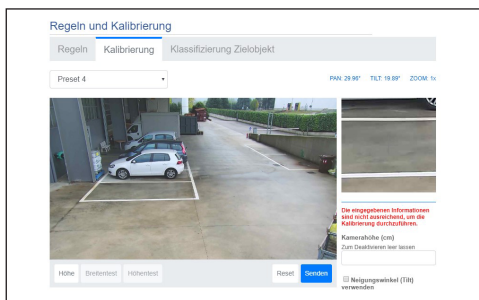 Regeln und Kalibrierung
Regeln Kalibrierung Klassifizierung Zielobjekt
Preset 4
PAN: 29.96° TILT: 19.89° ZOOM: 1x
Die eingegebenen Informationen
sind nicht ausreichend, um die
Kalibrierung durchzuführen.
Kamerahöhe (cm)
Zum Deaktivieren leer lassen
Höhe Breitentest Höhentest Reset Senden
Neigungswinkel (Tilt)
verwenden